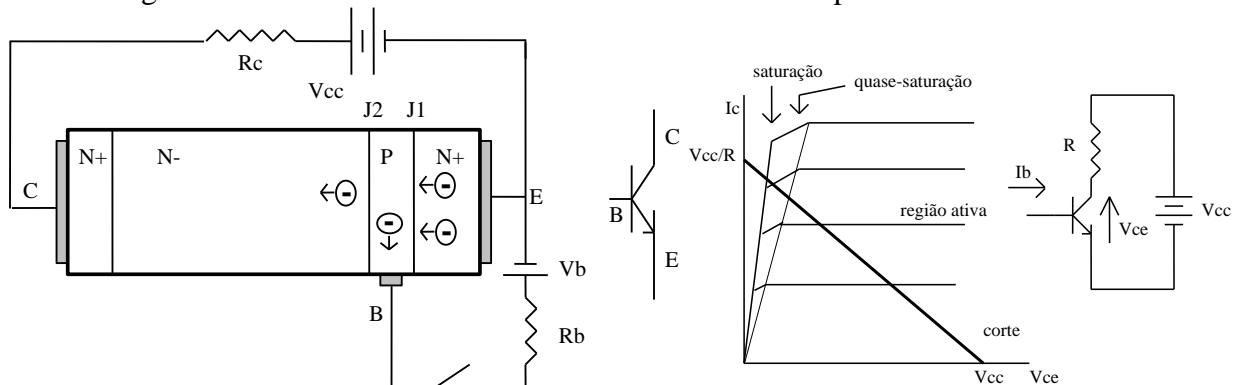 Rc
Vcc
J2 J1
N+ N- P N+
C
E
Vb
B
Rb
C
B
E
saturação
quase-saturação
Ic
Vcc/R
região ativa
corte
Vcc Vce
R
Ib
Vce
Vcc